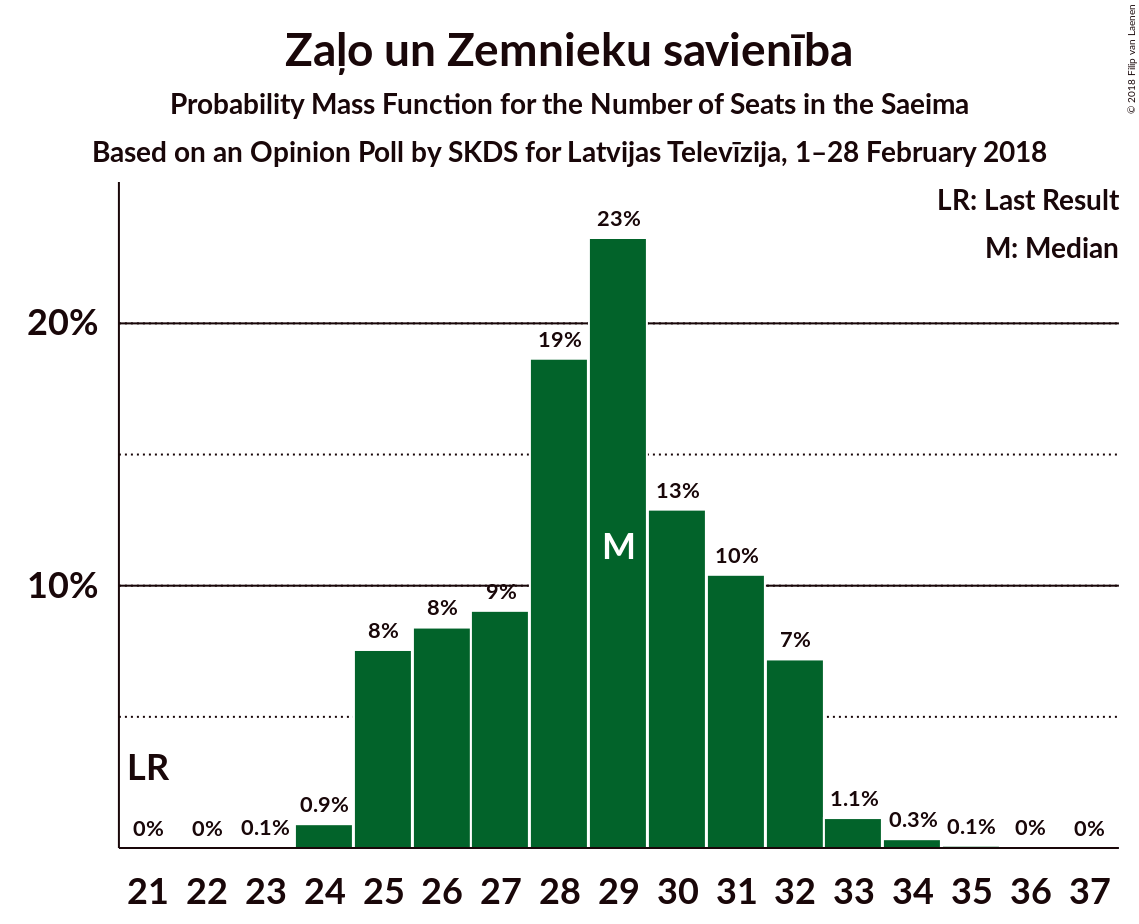 Zaļo un Zemnieku savienība
Probability Mass Function for the Number of Seats in the Saeima
Based on an Opinion Poll by SKDS for Latvijas Televīzija, 1–28 February 2018
© 2018 Filip van Laenen
LR: Last Result
M: Median
20%
10%
0% 0% 0.1% 0.9% 8% 8% 9% 19% 23% 13% 10% 7% 1.1% 0.3% 0.1% 0% 0%
LR
M
21 22 23 24 25 26 27 28 29 30 31 32 33 34 35 36 37